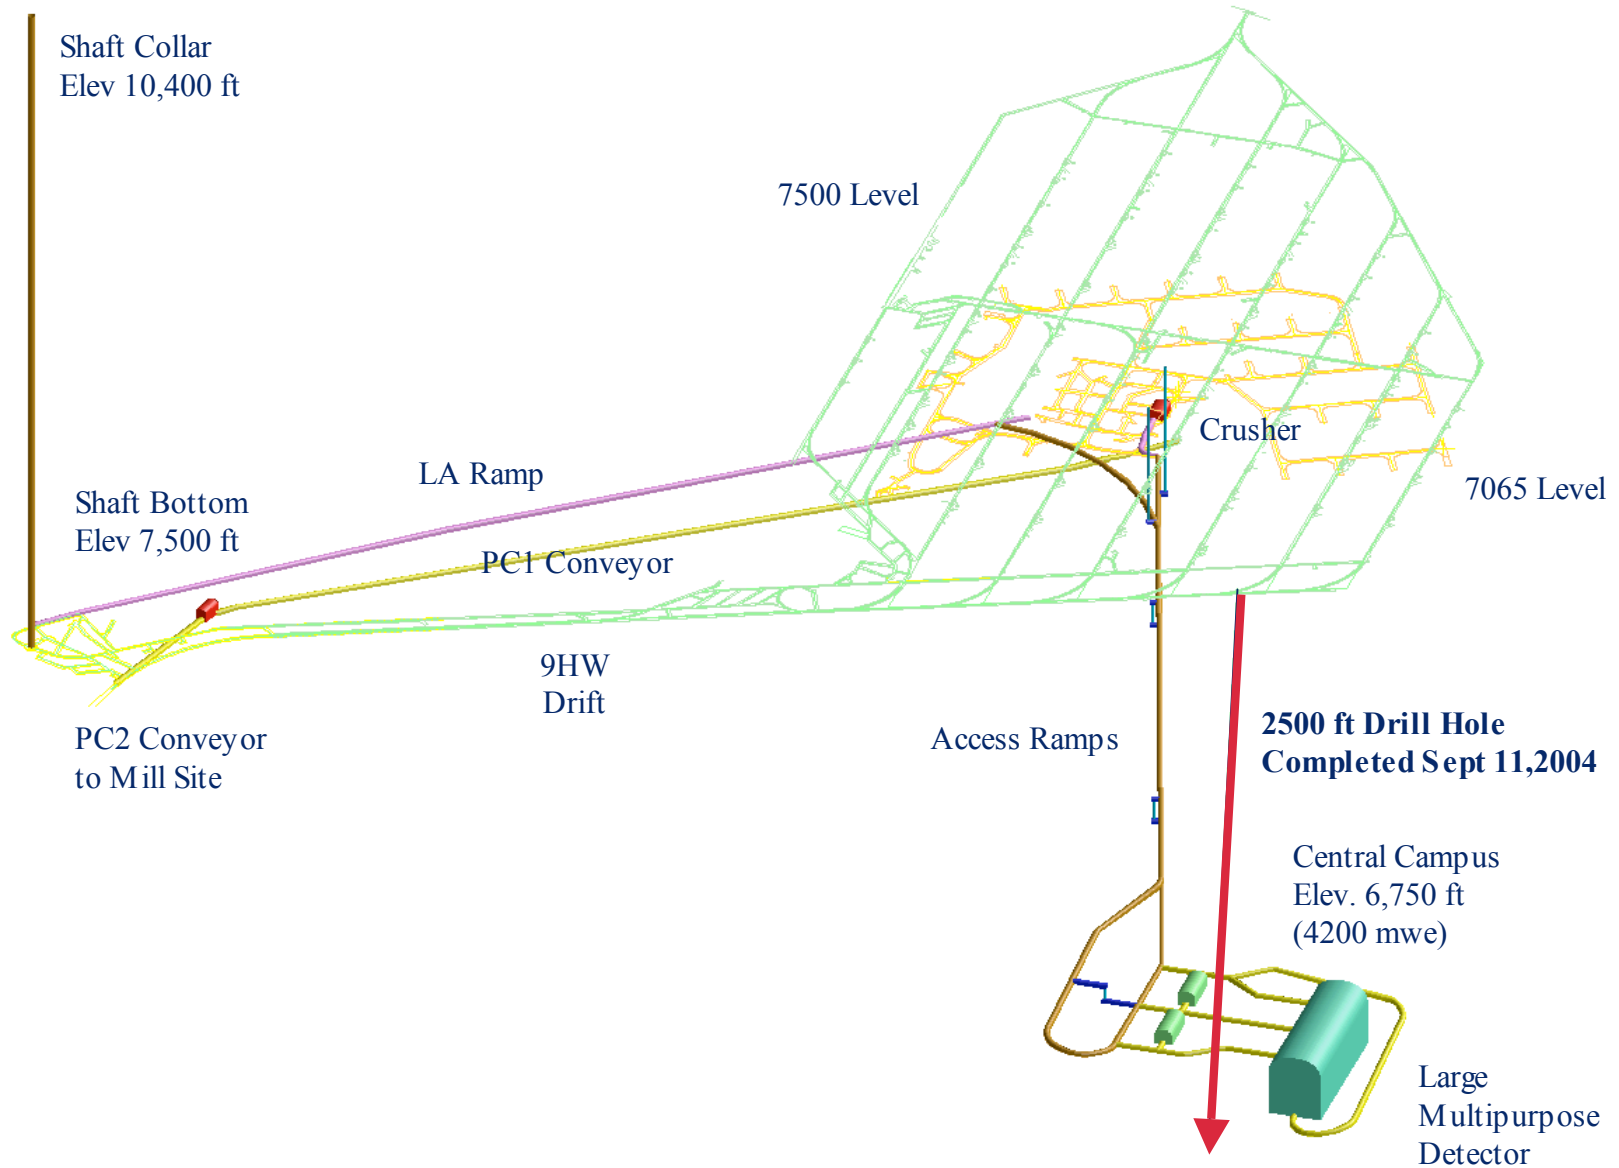 Shaft Collar
Elev 10,400 ft
7500 Level
Crusher
LA Ramp
7065 Level
Shaft Bottom
Elev 7,500 ft
PC1 Conveyor
9HW
Drift
PC2 Conveyor
to Mill Site
Access Ramps
2500 ft Drill Hole
Completed Sept 11,2004
Central Campus
Elev. 6,750 ft
(4200 mwe)
Large
Multipurpose
Detector